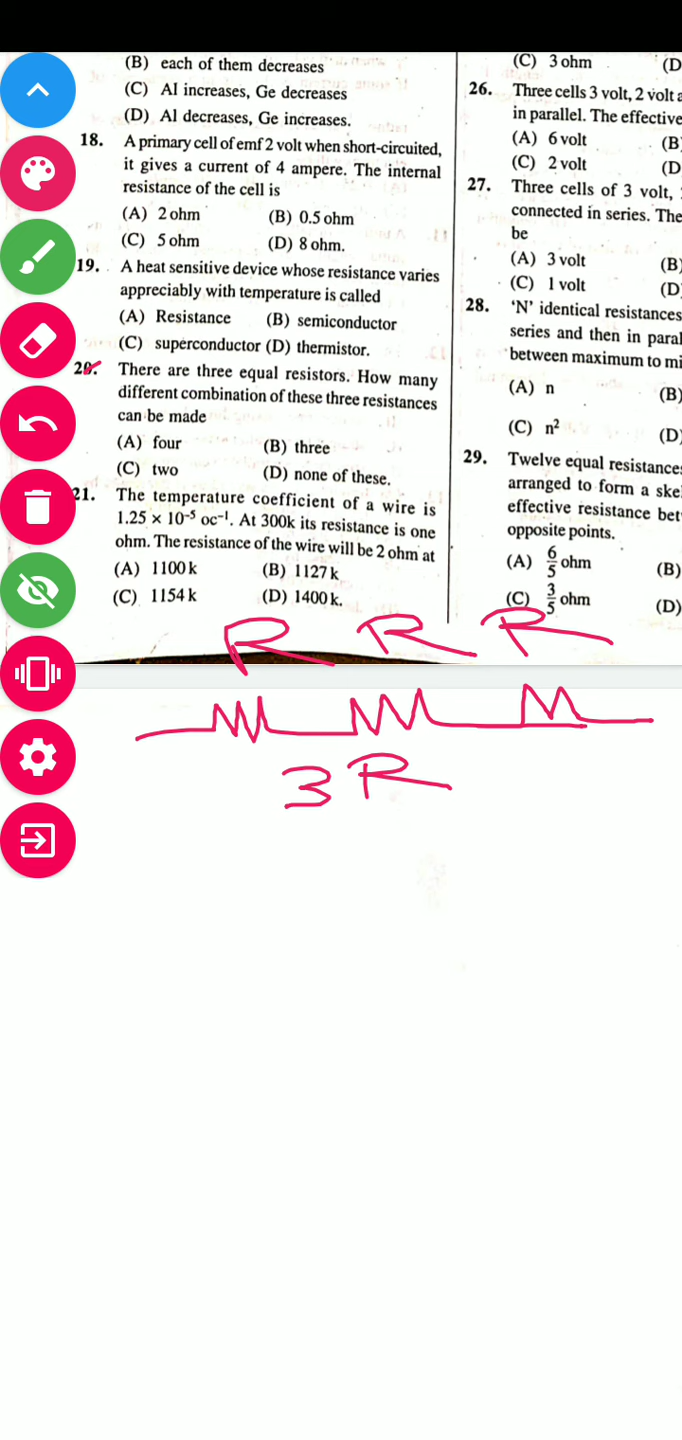 (B) each of them decreases
(C) AI increases, Ge decreases
(D) AI decreases, Ge increases.
18. A primary cell of emf 2 volt when short-circuited,
it gives a current of 4 ampere. The internal
resistance of the cell is
(A) 2 ohm (B) 0.5 ohm
(C) 5 ohm (D) 8 ohm.
19. A heat sensitive device whose resistance varies
appreciably with temperature is called
(A) Resistance (B) semiconductor
(C) superconductor (D) thermistor.
20. There are three equal resistors. How many
different combination of these three resistances
can be made
(A) four (B) three
(C) two (D) none of these.
21. The temperature coefficient of a wire is
1.25 × 10⁻⁵ oc⁻¹. At 300k its resistance is one
ohm. The resistance of the wire will be 2 ohm at
(A) 1100 k (B) 1127 k
(C) 1154 k (D) 1400 k.
(C) 3 ohm (D
26. Three cells 3 volt, 2 volt
in parallel. The effective
(A) 6 volt (B)
(C) 2 volt (D
27. Three cells of 3 volt,
connected in series. The
be
(A) 3 volt (B)
(C) 1 volt (D)
28. 'N' identical resistances
series and then in paral
between maximum to mi
(A) n (B)
(C) n² (D)
29. Twelve equal resistance
arranged to form a ske
effective resistance bet
opposite points.
(A) 6/5 ohm (B)
(C) 3/5 ohm (D)
R R R
3R